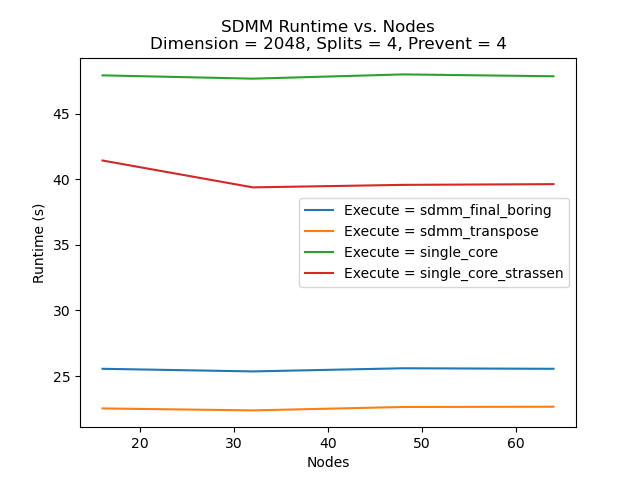 SDMM Runtime vs. Nodes
Dimension = 2048, Splits = 4, Prevent = 4
45
40
35
30
25
Runtime (s)
Execute = sdmm_final_boring
Execute = sdmm_transpose
Execute = single_core
Execute = single_core_strassen
20 30 40 50 60
Nodes